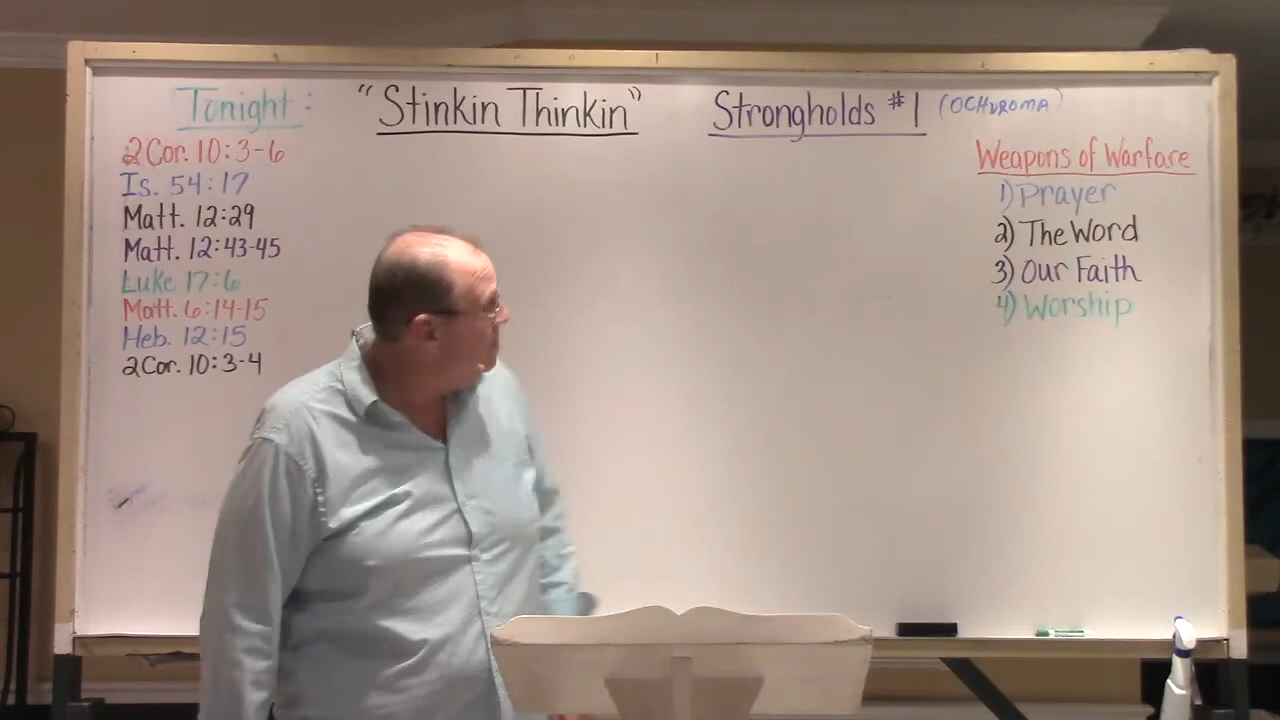 Tonight: "Stinkin Thinkin" Strongholds #1 (OCHUROMA)
2Cor. 10:3-6
Is. 54:17
Matt. 12:29
Matt. 12:43-45
Luke 17:6
Matt. 6:14-15
Heb. 12:15
2Cor. 10:3-4
Weapons of Warfare
1) Prayer
2) The Word
3) Our Faith
4) Worship